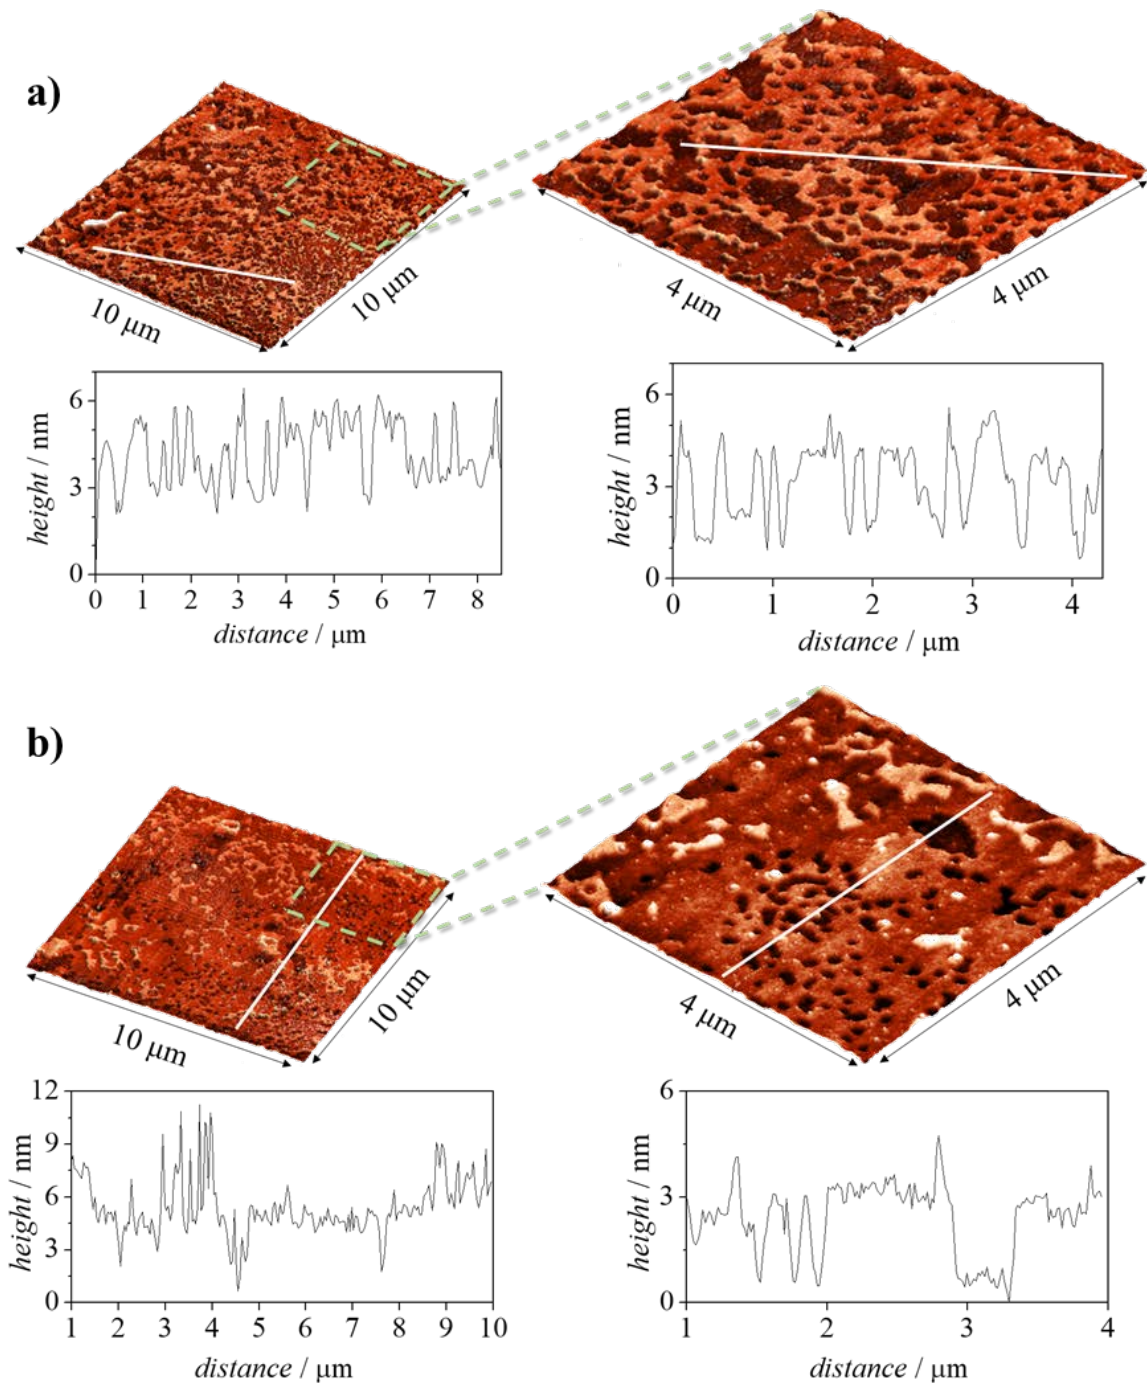 a)
10 μm
10 μm
4 μm
4 μm
height / nm
6
3
0
0 1 2 3 4 5 6 7 8
distance / μm
height / nm
6
3
0
0 1 2 3 4
distance / μm
b)
10 μm
10 μm
4 μm
4 μm
height / nm
12
9
6
3
0
1 2 3 4 5 6 7 8 9 10
distance / μm
height / nm
6
3
0
1 2 3 4
distance / μm